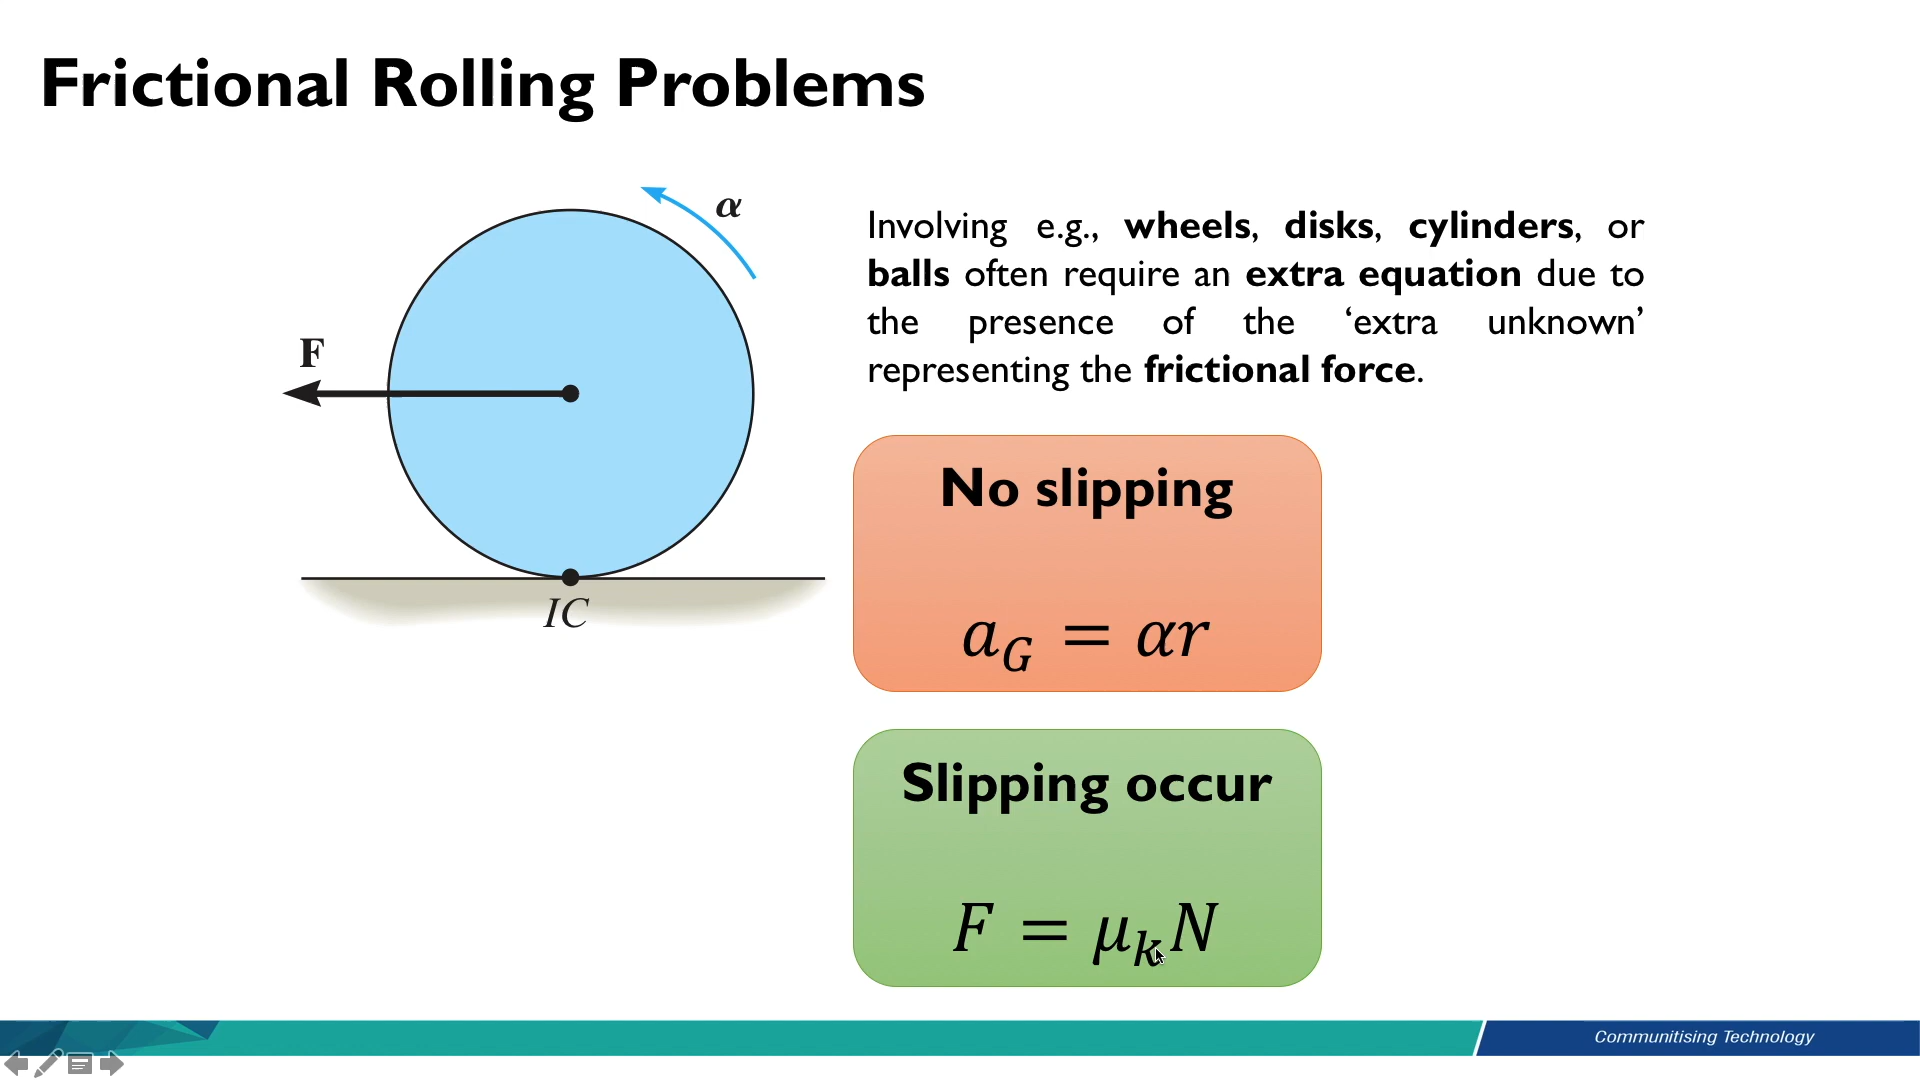 Frictional Rolling Problems
α
F
IC
Involving e.g., wheels, disks, cylinders, or
balls often require an extra equation due to
the presence of the ‘extra unknown’
representing the frictional force.
No slipping
𝑎_𝐺 = 𝛼𝑟
Slipping occur
𝐹 = 𝜇_𝑘𝑁
Communitising Technology